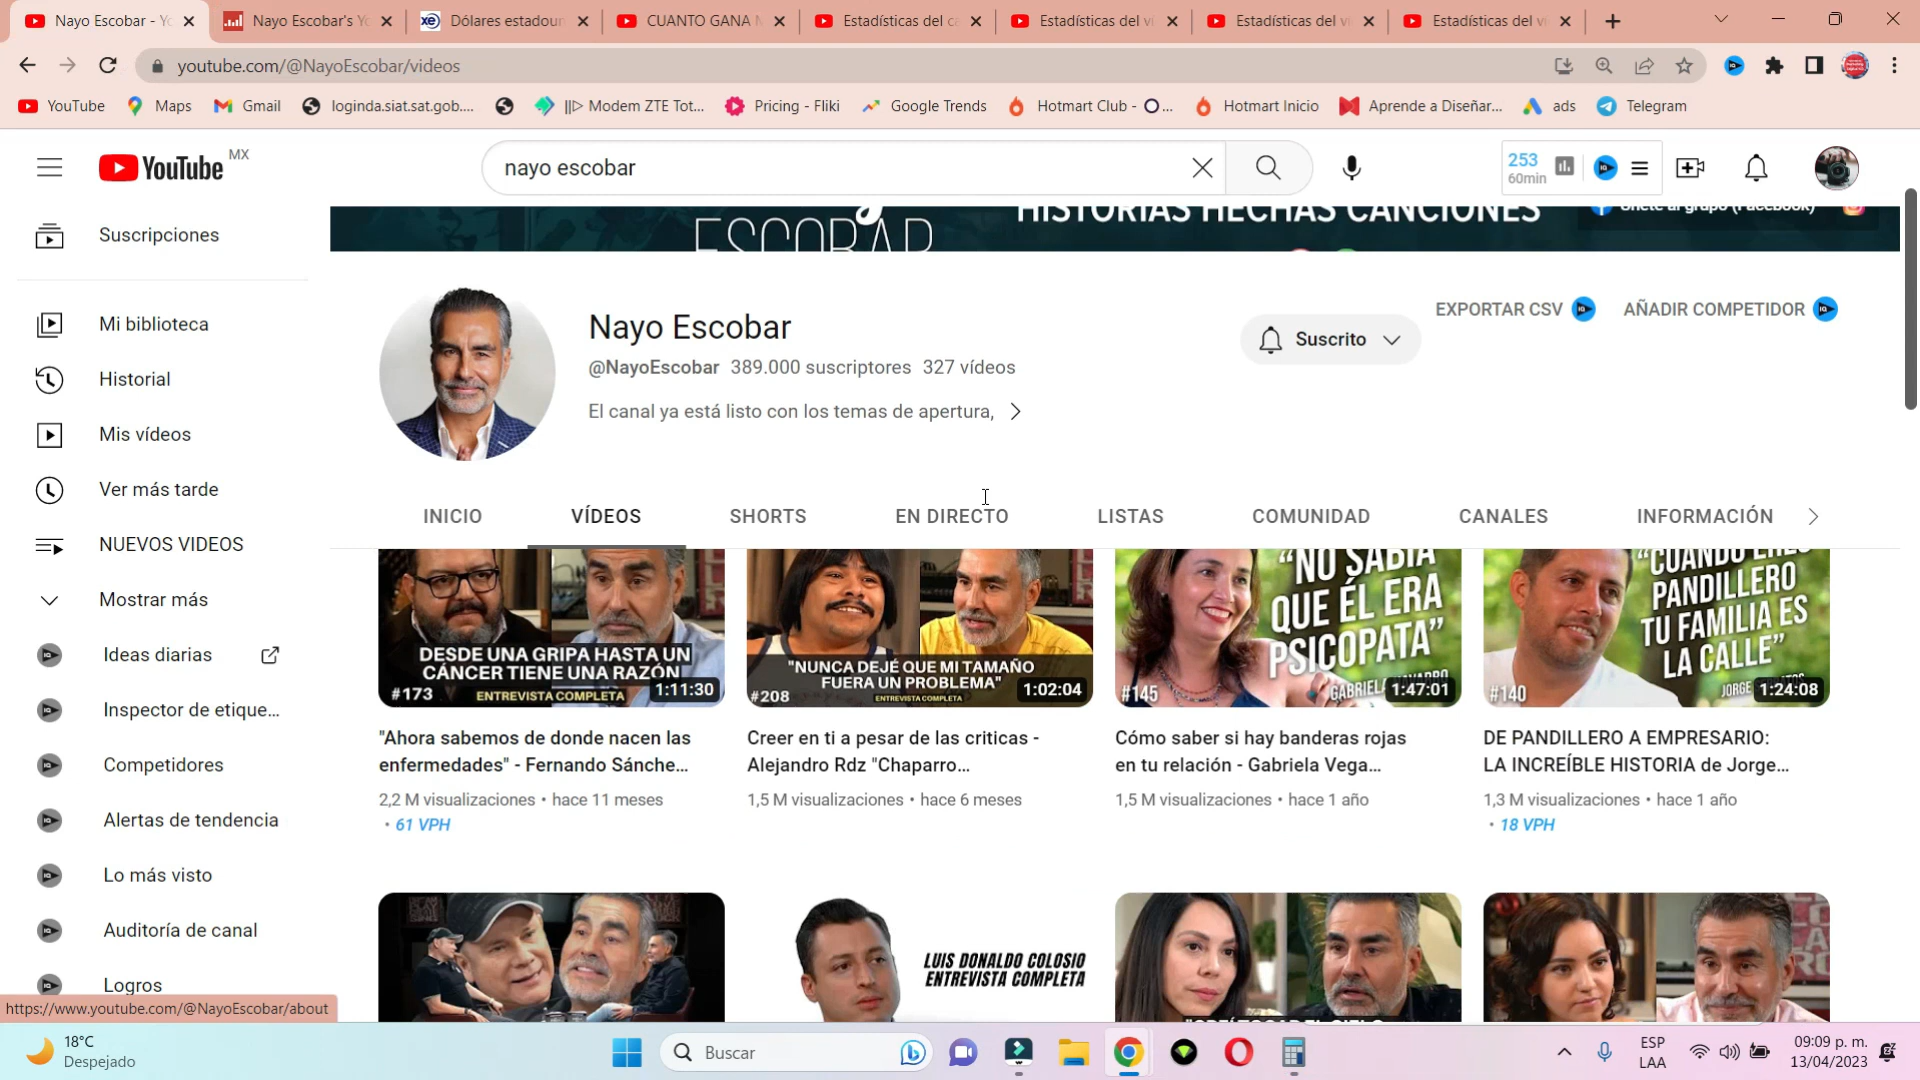 Nayo Escobar - Yo
Nayo Escobar's Yo
Dólares estadoun
CUANTO GANA N
Estadísticas del ca
Estadísticas del vi
Estadísticas del vi
Estadísticas del vi
youtube.com/@NayoEscobar/videos
YouTube
Maps
Gmail
loginda.siat.sat.gob....
||▷ Modem ZTE Tot...
Pricing - Fliki
Google Trends
Hotmart Club - ...
Hotmart Inicio
Aprende a Diseñar...
ads
Telegram
YouTube MX
nayo escobar
253
60min
Suscripciones
Mi biblioteca
Historial
Mis vídeos
Ver más tarde
NUEVOS VIDEOS
Mostrar más
Ideas diarias
Inspector de etique...
Competidores
Alertas de tendencia
Lo más visto
Auditoría de canal
Logros
ESCOBAR
HISTORIAS HECHAS CANCIONES
Únete al grupo (Facebook)
Nayo Escobar
@NayoEscobar 389.000 suscriptores 327 vídeos
El canal ya está listo con los temas de apertura,
Suscrito
EXPORTAR CSV
AÑADIR COMPETIDOR
INICIO
VÍDEOS
SHORTS
EN DIRECTO
LISTAS
COMUNIDAD
CANALES
INFORMACIÓN
DESDE UNA GRIPA HASTA UN
CÁNCER TIENE UNA RAZÓN
#173
ENTREVISTA COMPLETA
1:11:30
"Ahora sabemos de donde nacen las
enfermedades" - Fernando Sánche...
2,2 M visualizaciones • hace 11 meses
• 61 VPH
"NUNCA DEJÉ QUE MI TAMAÑO
FUERA UN PROBLEMA"
#208
ENTREVISTA COMPLETA
1:02:04
Creer en ti a pesar de las criticas -
Alejandro Rdz "Chaparro...
1,5 M visualizaciones • hace 6 meses
"NO SABÍA
QUE ÉL ERA
PSICOPATA"
#145
1:47:01
Cómo saber si hay banderas rojas
en tu relación - Gabriela Vega...
1,5 M visualizaciones • hace 1 año
"CUANDO ERES
PANDILLERO
TU FAMILIA ES
LA CALLE"
#140
JORGE
1:24:08
DE PANDILLERO A EMPRESARIO:
LA INCREÍBLE HISTORIA de Jorge...
1,3 M visualizaciones • hace 1 año
• 18 VPH
LUIS DONALDO COLOSIO
ENTREVISTA COMPLETA
https://www.youtube.com/@NayoEscobar/about
18°C
Despejado
Buscar
ESP
LAA
09:09 p. m.
13/04/2023